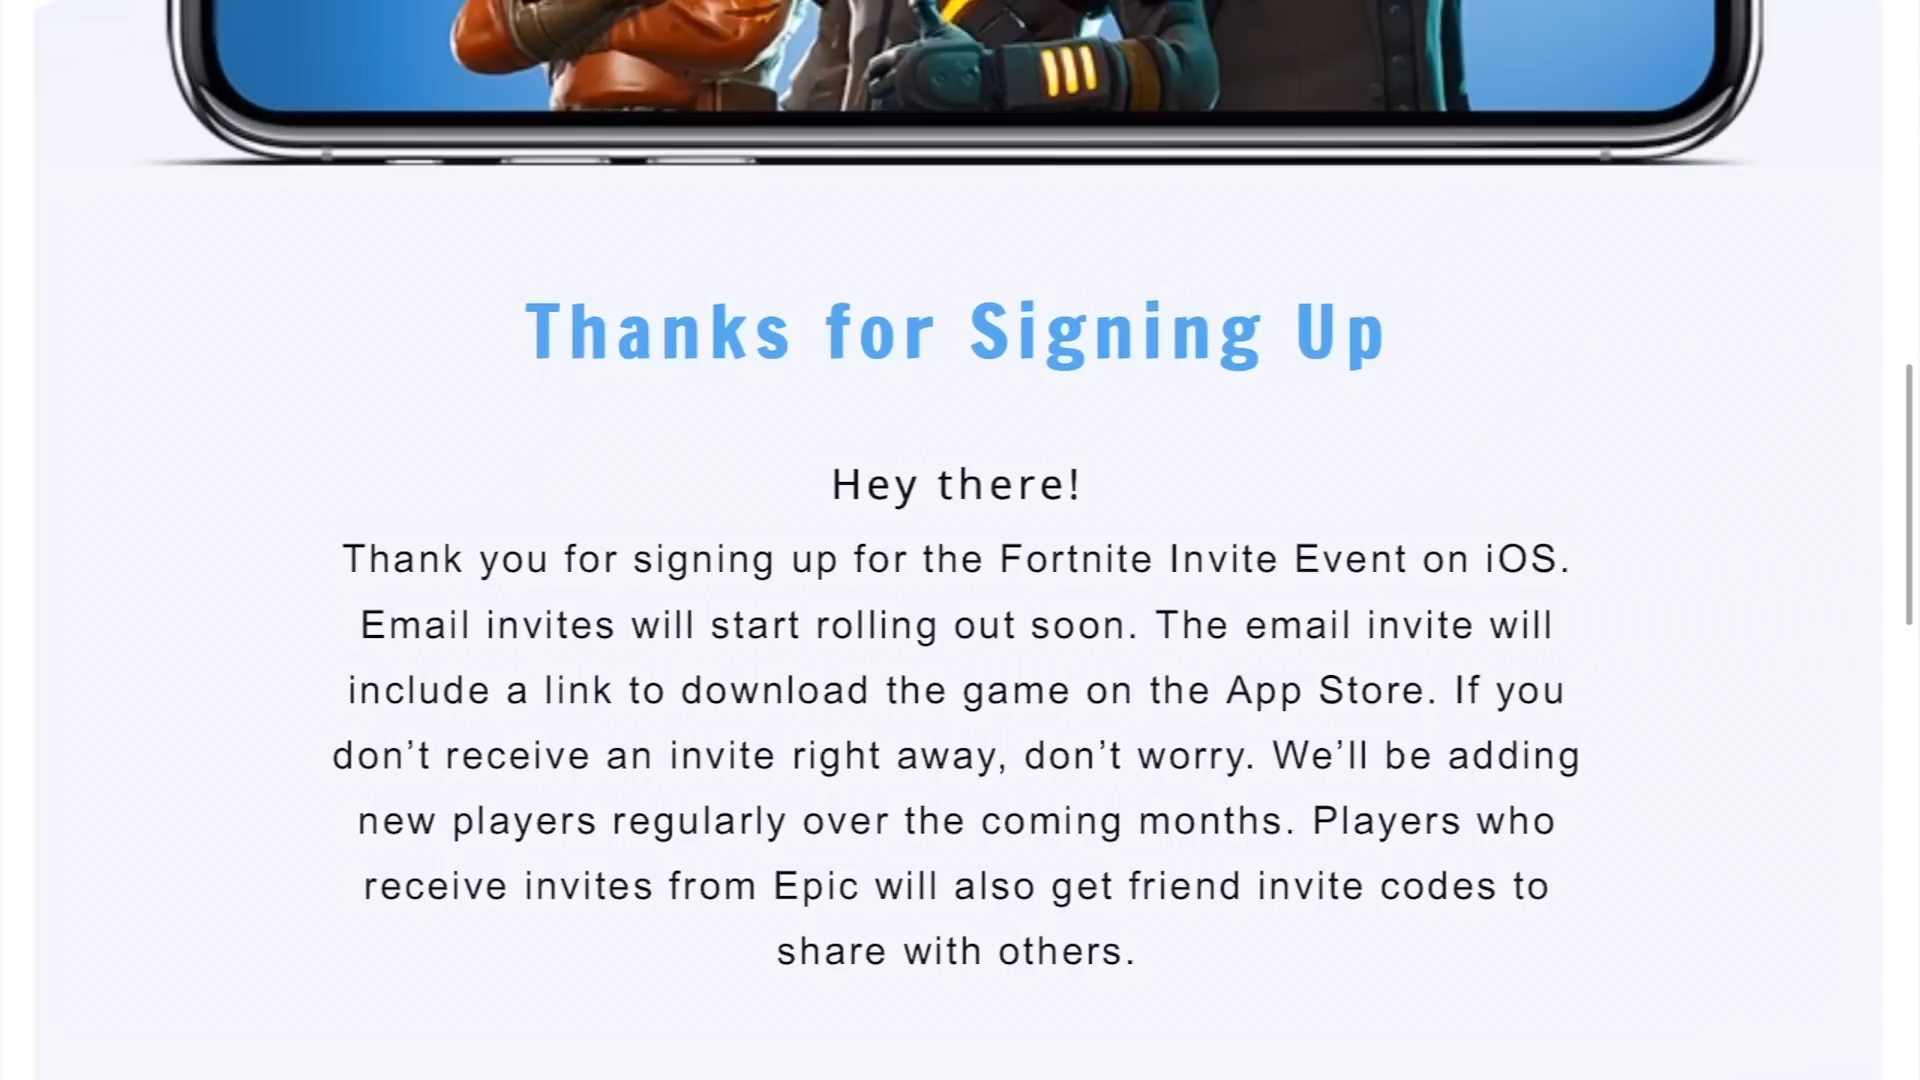 Thanks for Signing Up
Hey there!
Thank you for signing up for the Fortnite Invite Event on iOS.
Email invites will start rolling out soon. The email invite will
include a link to download the game on the App Store. If you
don’t receive an invite right away, don’t worry. We’ll be adding
new players regularly over the coming months. Players who
receive invites from Epic will also get friend invite codes to
share with others.